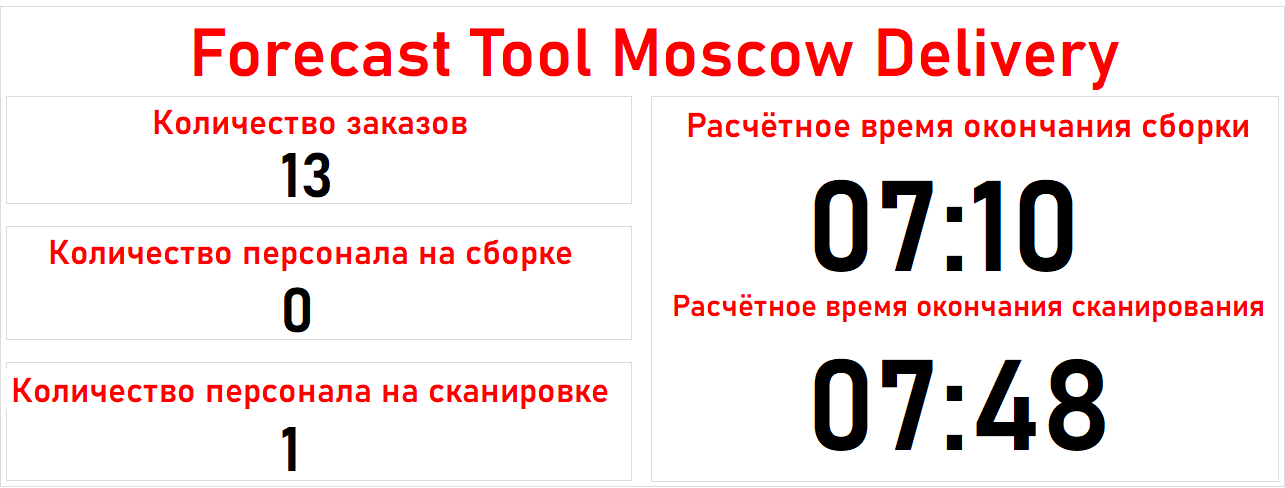 Forecast Tool Moscow Delivery
Количество заказов
13
Количество персонала на сборке
0
Количество персонала на сканировке
1
Расчётное время окончания сборки
07:10
Расчётное время окончания сканирования
07:48